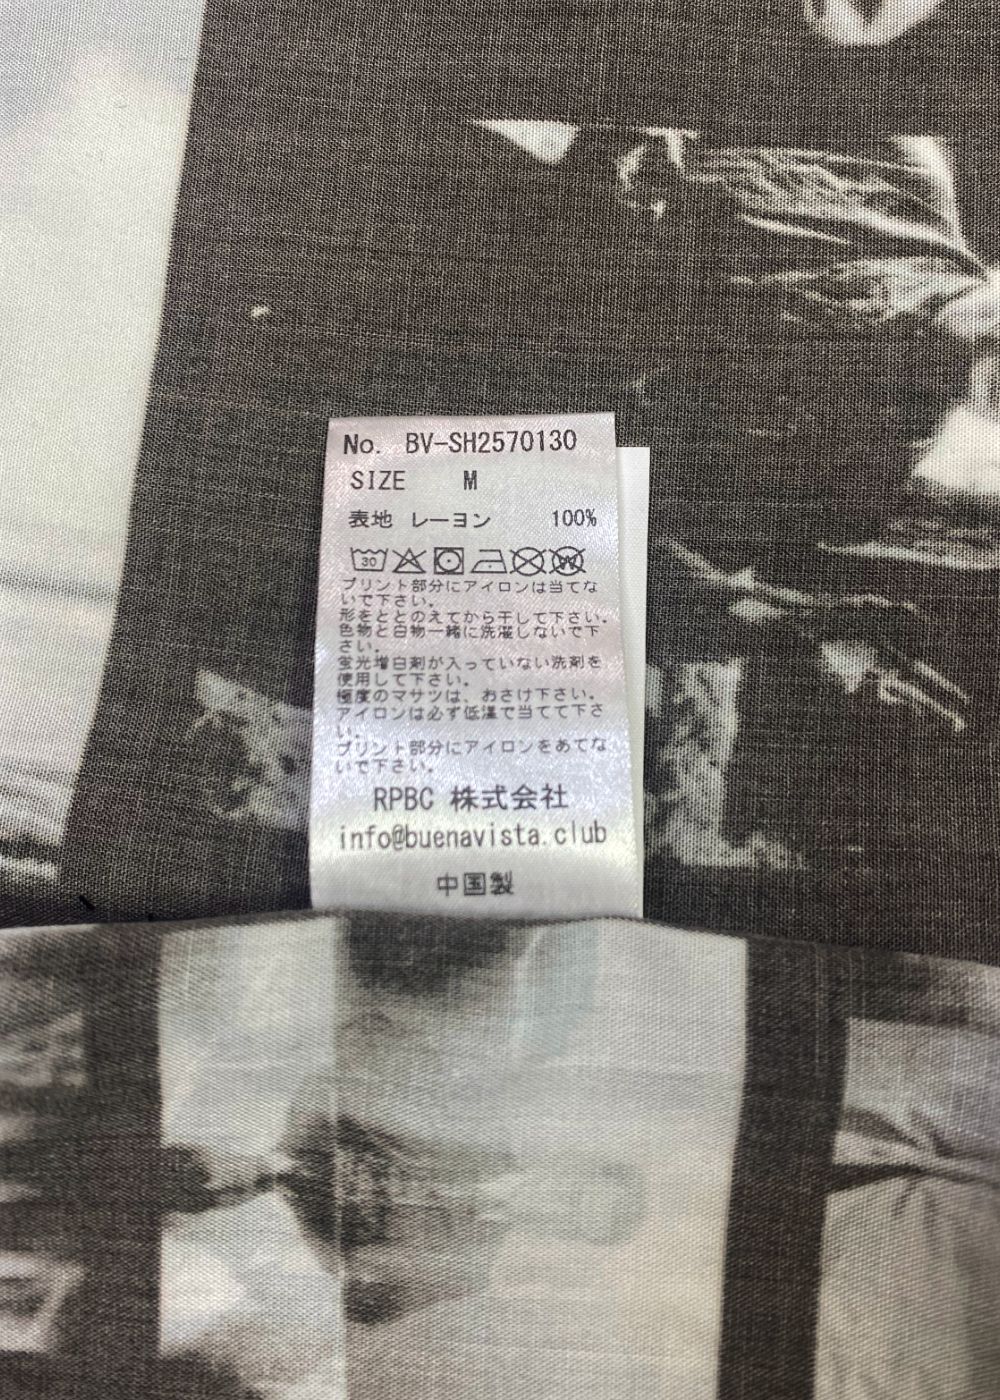 No. BV-SH2570130
SIZE M
表地 レーヨン 100%
30
W
プリント部分にアイロンは当てな
いで下さい。
形をととのえてから干して下さい。
色物と白物一緒に洗濯しないで下
さい。
蛍光増白剤が入っていない洗剤を
使用して下さい。
極度のマサツは、おさけ下さい。
アイロンは必ず低温で当てて下さ
い。
プリント部分にアイロンをあてな
いで下さい。
RPBC 株式会社
info@buenavista.club
中国製